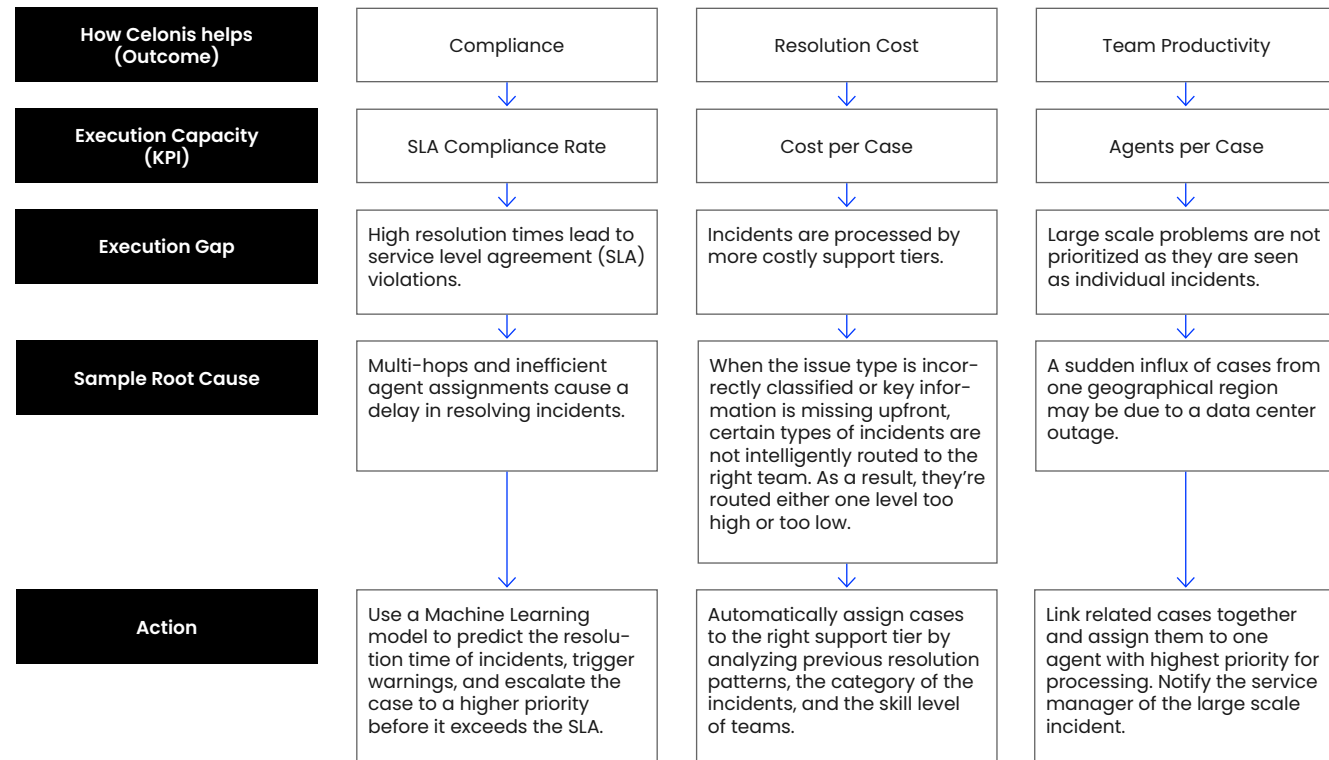 How Celonis helps
(Outcome)
Compliance
Resolution Cost
Team Productivity
Execution Capacity
(KPI)
SLA Compliance Rate
Cost per Case
Agents per Case
Execution Gap
High resolution times lead to
service level agreement (SLA)
violations.
Incidents are processed by
more costly support tiers.
Large scale problems are not
prioritized as they are seen
as individual incidents.
Sample Root Cause
Multi-hops and inefficient
agent assignments cause a
delay in resolving incidents.
When the issue type is incor-
rectly classified or key infor-
mation is missing upfront,
certain types of incidents are
not intelligently routed to the
right team. As a result, they’re
routed either one level too
high or too low.
A sudden influx of cases from
one geographical region
may be due to a data center
outage.
Action
Use a Machine Learning
model to predict the resolu-
tion time of incidents, trigger
warnings, and escalate the
case to a higher priority
before it exceeds the SLA.
Automatically assign cases
to the right support tier by
analyzing previous resolution
patterns, the category of the
incidents, and the skill level
of teams.
Link related cases together
and assign them to one
agent with highest priority for
processing. Notify the service
manager of the large scale
incident.